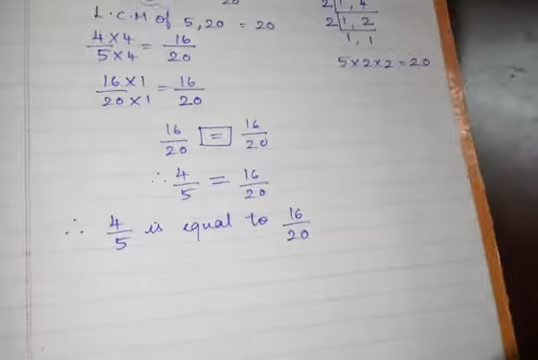 20
L.C.M of 5,20 = 20
4×4/5×4 = 16/20
16×1/20×1 = 16/20
16/20 = 16/20
∴ 4/5 = 16/20
∴ 4/5 is equal to 16/20
2 | 1, 4
2 | 1, 2
1, 1
5×2×2=20